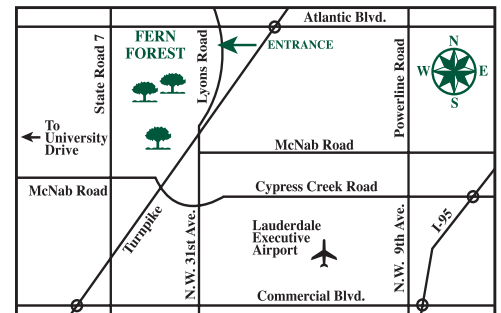 Atlantic Blvd.
FERN
FOREST
ENTRANCE
State Road 7
Lyons Road
Powerline Road
N
W
E
S
To
University
Drive
McNab Road
McNab Road
Cypress Creek Road
Turnpike
N.W. 31st Ave.
Lauderdale
Executive
Airport
N.W. 9th Ave.
I-95
Commercial Blvd.